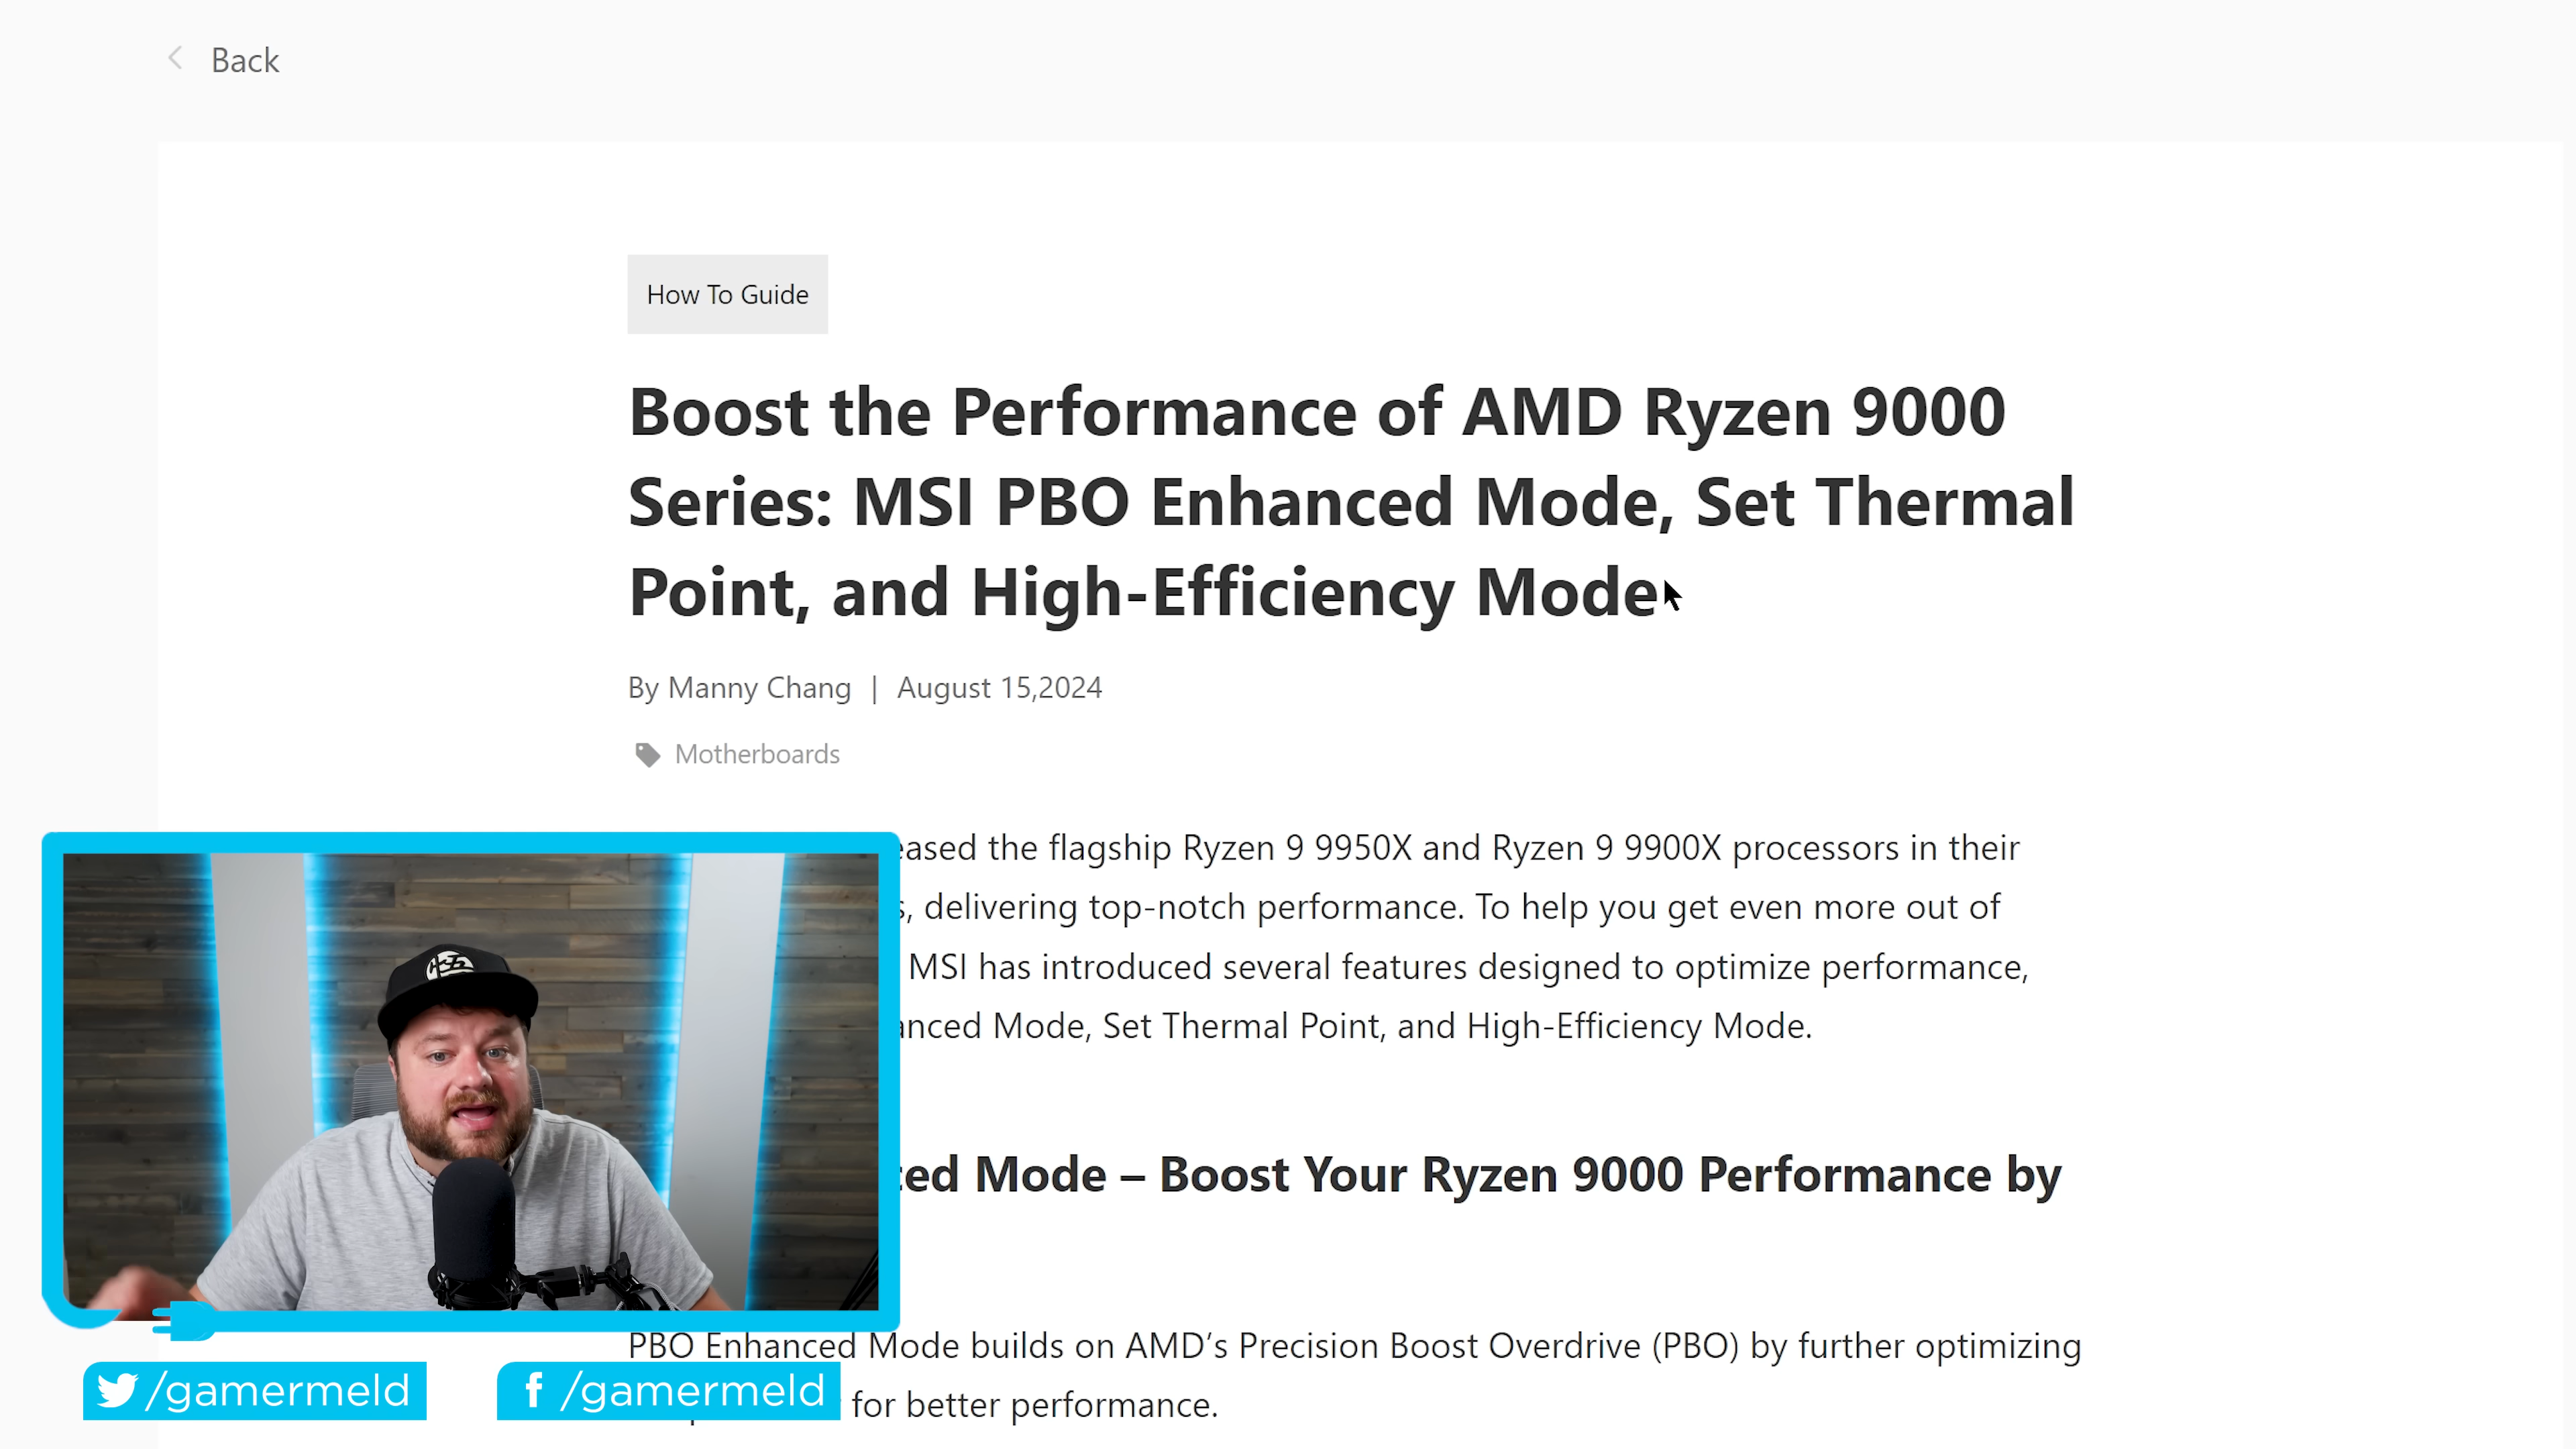 Back
How To Guide
Boost the Performance of AMD Ryzen 9000
Series: MSI PBO Enhanced Mode, Set Thermal
Point, and High-Efficiency Mode
By Manny Chang | August 15,2024
Motherboards
the flagship Ryzen 9 9950X and Ryzen 9 9900X processors in their
delivering top-notch performance. To help you get even more out of
MSI has introduced several features designed to optimize performance,
Mode, Set Thermal Point, and High-Efficiency Mode.
Mode – Boost Your Ryzen 9000 Performance by
PBO Enhanced Mode builds on AMD’s Precision Boost Overdrive (PBO) by further optimizing
for better performance.
/gamermeld
/gamermeld